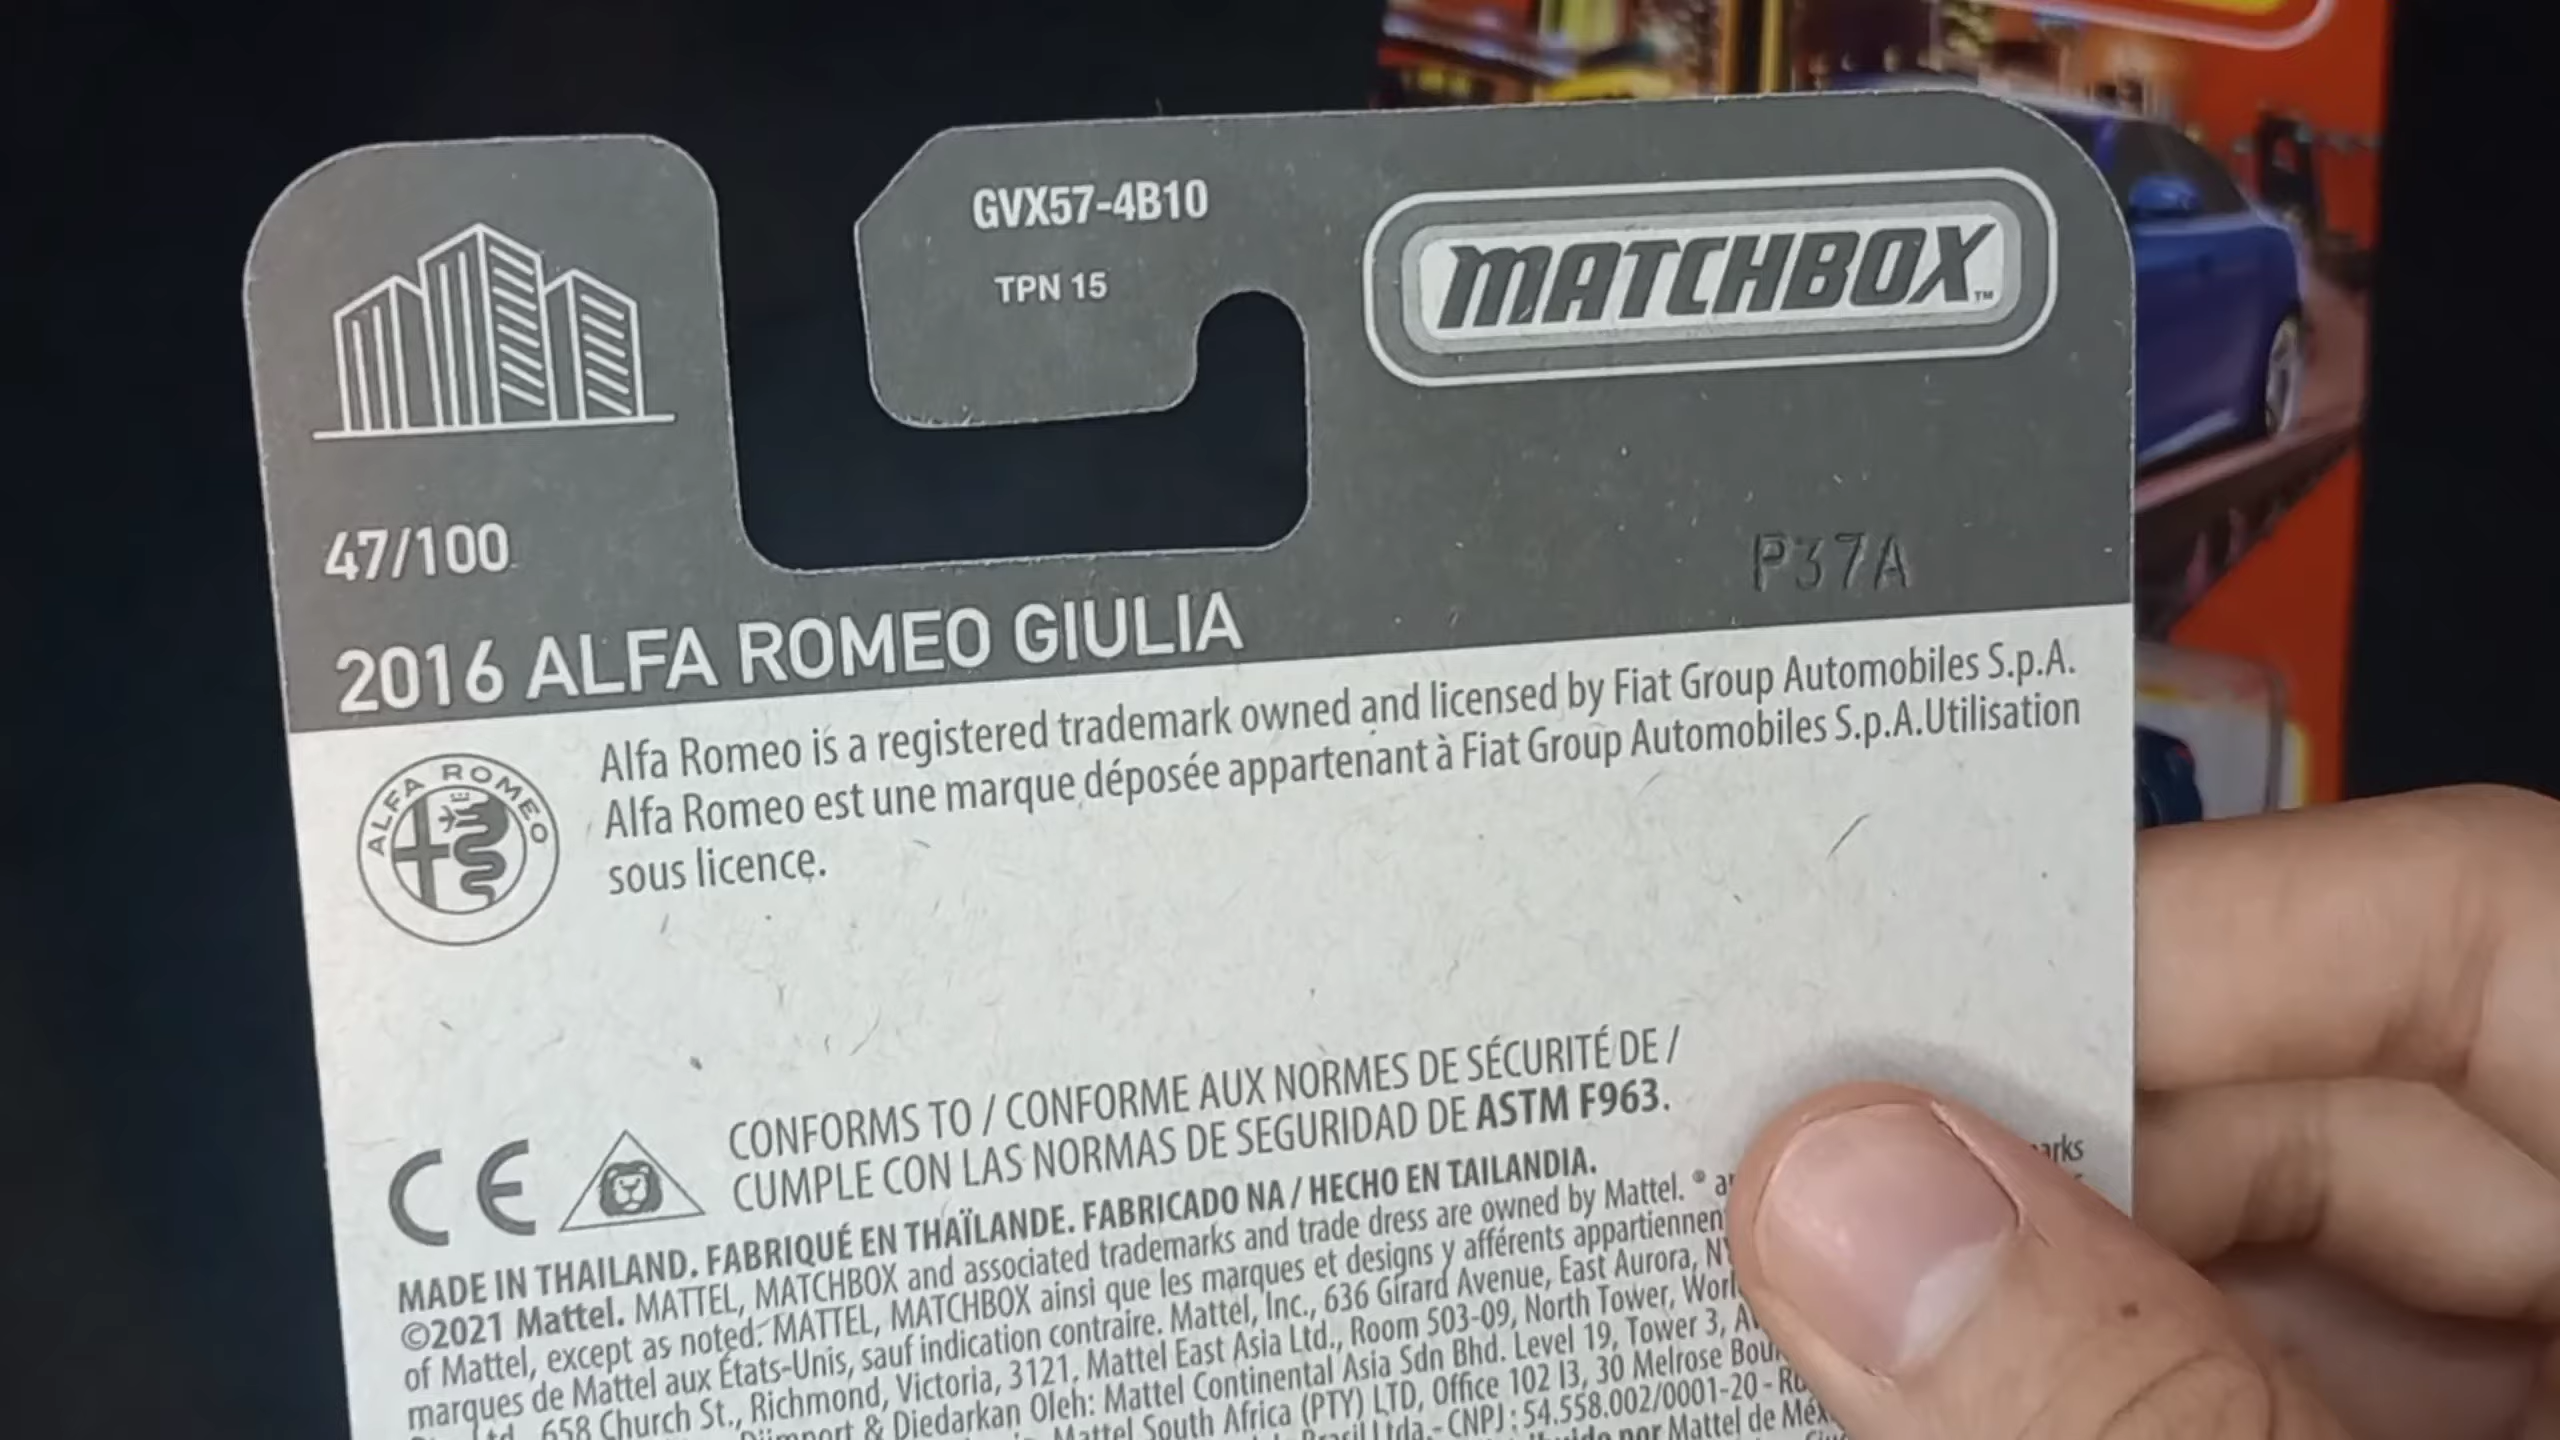 GVX57-4B10
TPN 15
MATCHBOX™
47/100
P37A
2016 ALFA ROMEO GIULIA
ALFA ROMEO
Alfa Romeo is a registered trademark owned and licensed by Fiat Group Automobiles S.p.A.
Alfa Romeo est une marque déposée appartenant à Fiat Group Automobiles S.p.A.Utilisation
sous licence.
CONFORMS TO / CONFORME AUX NORMES DE SÉCURITÉ DE /
CUMPLE CON LAS NORMAS DE SEGURIDAD DE ASTM F963.
CE
MADE IN THAILAND. FABRIQUÉ EN THAÏLANDE. FABRICADO NA / HECHO EN TAILANDIA.
©2021 Mattel. MATTEL, MATCHBOX and associated trademarks and trade dress are owned by Mattel. ®
of Mattel, except as noted. MATTEL, MATCHBOX ainsi que les marques et designs y afférents
marques de Mattel aux États-Unis, sauf indication contraire. Mattel, Inc., 636 Girard Avenue, East Aurora,
658 Church St., Richmond, Victoria, 3121. Mattel East Asia Ltd., Room 503-09, North Tower,
& Diedarkan Oleh: Mattel Continental Asia Sdn Bhd. Level 19, Tower 3,
Mattel South Africa (PTY) LTD, Office 102 I3, 30 Melrose
Ltda.- CNPJ : 54.558.002/0001-20 -
por Mattel de